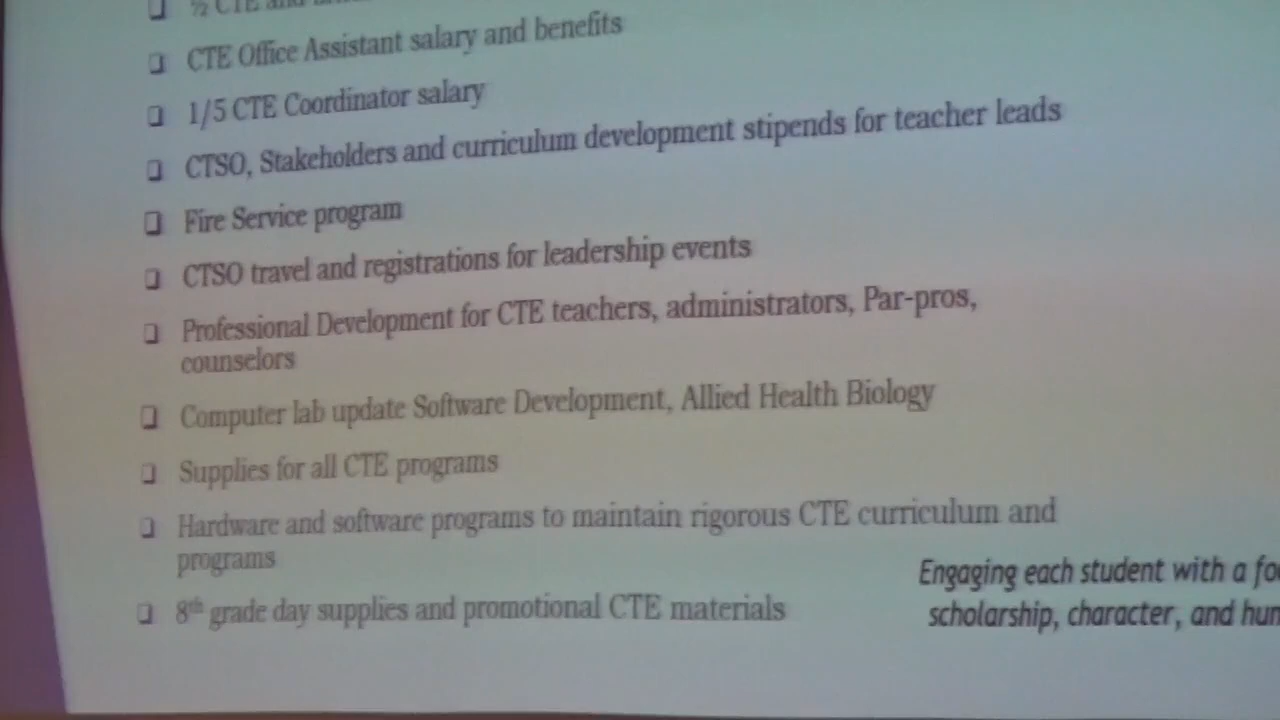 ½ CTE and
CTE Office Assistant salary and benefits
1/5 CTE Coordinator salary
CTSO, Stakeholders and curriculum development stipends for teacher leads
Fire Service program
CTSO travel and registrations for leadership events
Professional Development for CTE teachers, administrators, Par-pros,
counselors
Computer lab update Software Development, Allied Health Biology
Supplies for all CTE programs
Hardware and software programs to maintain rigorous CTE curriculum and
programs
8th grade day supplies and promotional CTE materials
Engaging each student with a
scholarship, character, and